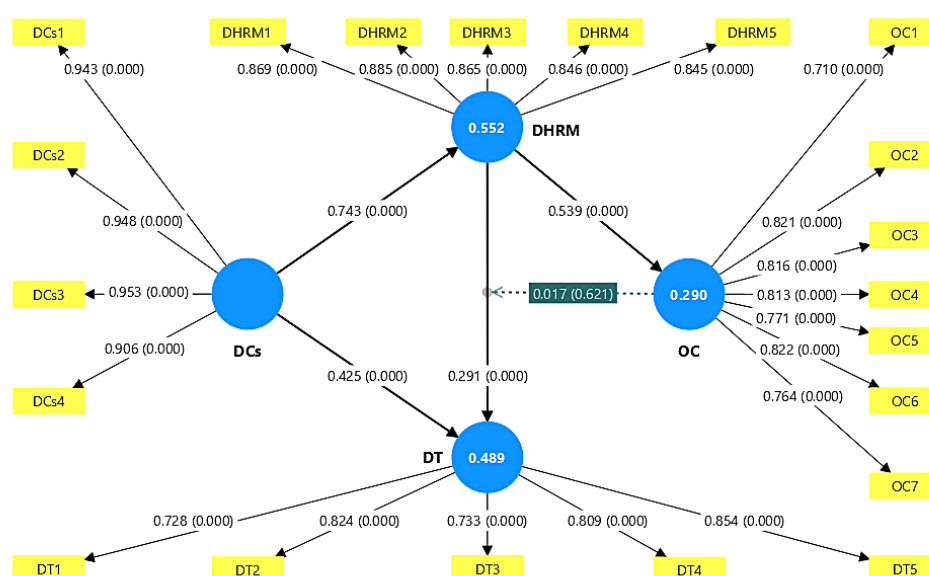 DCs1
DHRM1
DHRM2
DHRM3
DHRM4
DHRM5
OC1
0.943 (0.000)
0.869 (0.000)
0.885 (0.000)
0.865 (0.000)
0.846 (0.000)
0.845 (0.000)
0.710 (0.000)
0.552
DHRM
DCs2
OC2
0.948 (0.000)
0.743 (0.000)
0.539 (0.000)
0.821 (0.000)
OC3
0.816 (0.000)
DCs3
0.953 (0.000)
0.017 (0.621)
0.290
0.813 (0.000)
OC4
0.771 (0.000)
OC5
DCs
OC
0.906 (0.000)
0.822 (0.000)
0.425 (0.000)
0.291 (0.000)
DCs4
0.764 (0.000)
OC6
DT
0.489
OC7
0.728 (0.000)
0.824 (0.000)
0.733 (0.000)
0.809 (0.000)
0.854 (0.000)
DT1
DT2
DT3
DT4
DT5